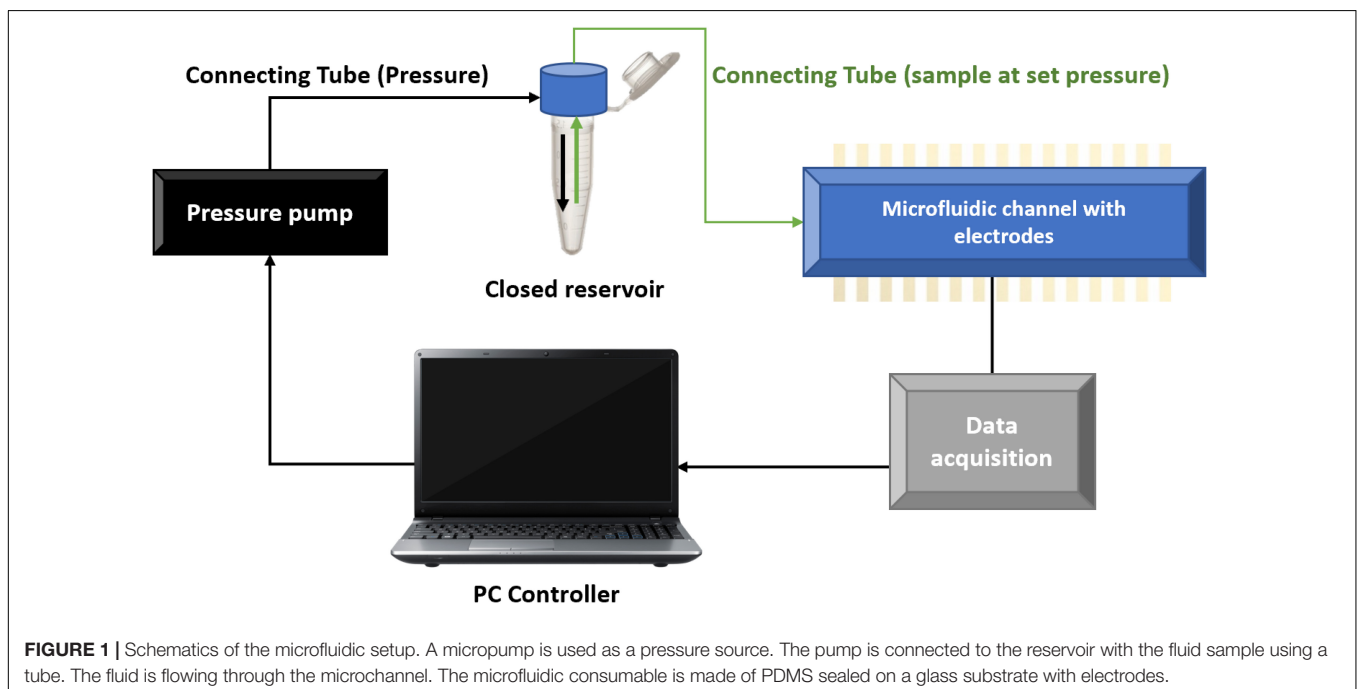 Connecting Tube (Pressure)
Connecting Tube (sample at set pressure)
Pressure pump
Microfluidic channel with
electrodes
Closed reservoir
Data
acquisition
PC Controller
FIGURE 1 | Schematics of the microfluidic setup. A micropump is used as a pressure source. The pump is connected to the reservoir with the fluid sample using a
tube. The fluid is flowing through the microchannel. The microfluidic consumable is made of PDMS sealed on a glass substrate with electrodes.